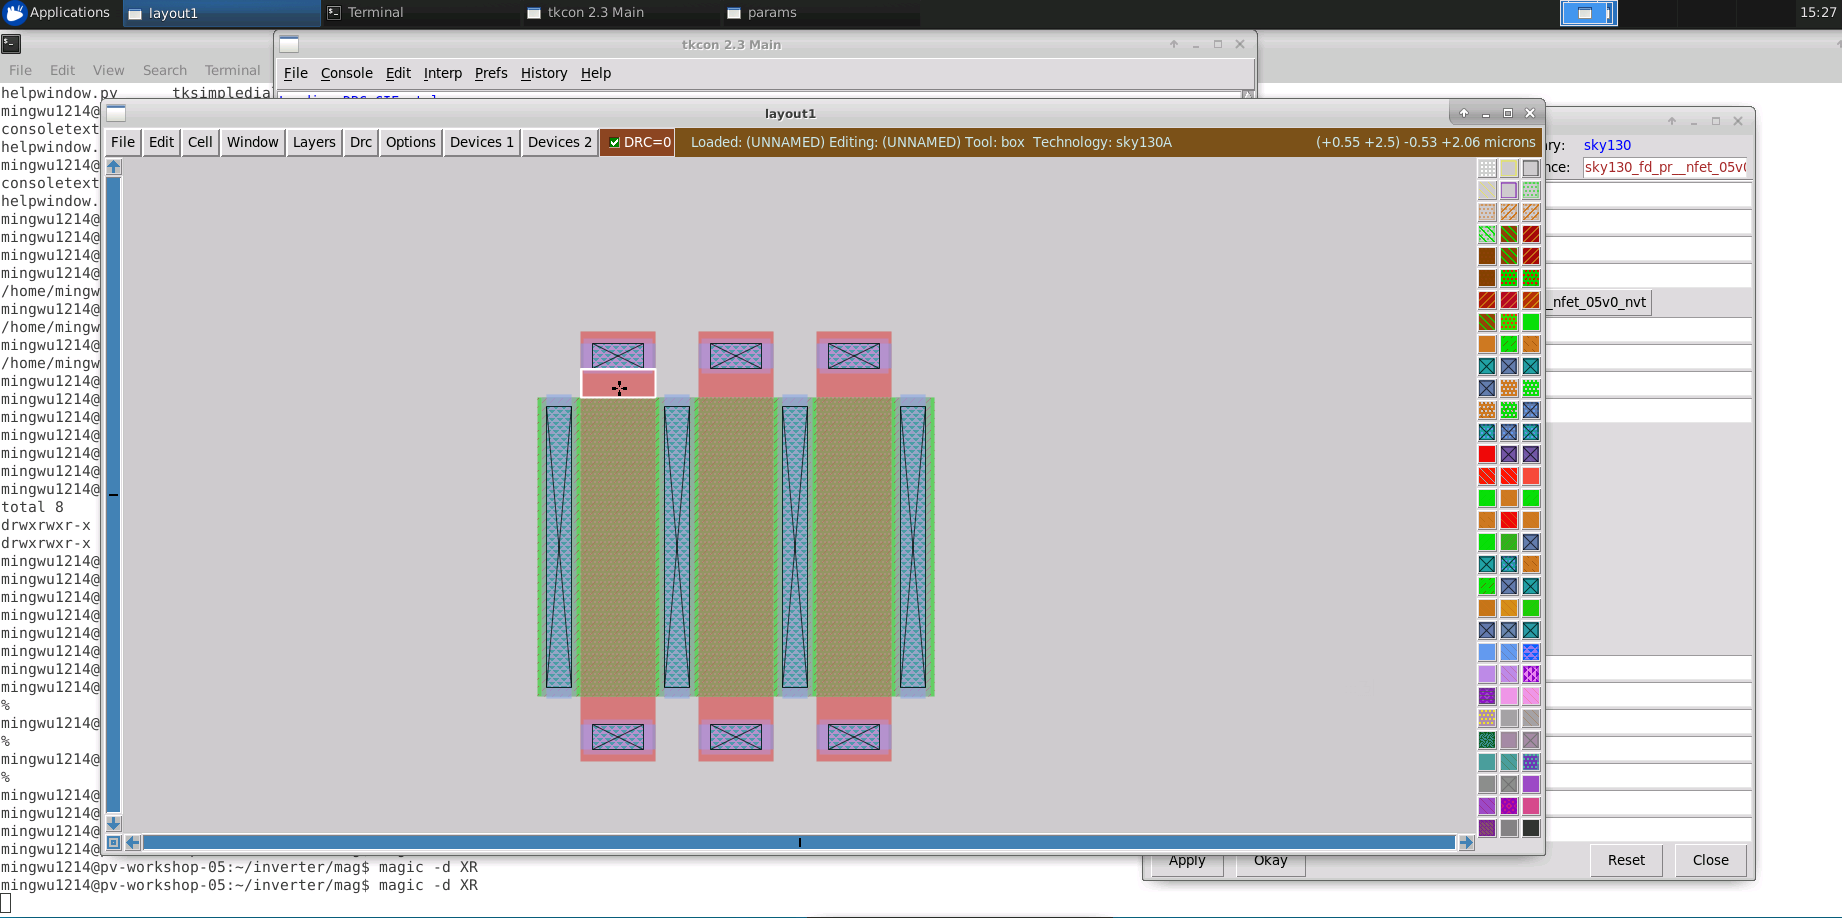 Applications layout1 Terminal tkcon 2.3 Main params 15:27
tkcon 2.3 Main
File Edit View Search Terminal
File Console Edit Interp Prefs History Help
helpwindow.py tksimpledia
mingwu1214@
consoletext
helpwindow.
mingwu1214@
consoletext
helpwindow.
mingwu1214@
mingwu1214@
mingwu1214@
mingwu1214@
/home/mingw
mingwu1214@
/home/mingw
mingwu1214@
/home/mingw
mingwu1214@
mingwu1214@
mingwu1214@
mingwu1214@
mingwu1214@
mingwu1214@
mingwu1214@
total 8
drwxrwxr-x
drwxrwxr-x
mingwu1214@
mingwu1214@
mingwu1214@
mingwu1214@
mingwu1214@
mingwu1214@
mingwu1214@
mingwu1214@
%
mingwu1214@
%
mingwu1214@
%
mingwu1214@
mingwu1214@
mingwu1214@
mingwu1214@
mingwu1214@pv-workshop-05:~/inverter/mag$ magic -d XR
mingwu1214@pv-workshop-05:~/inverter/mag$ magic -d XR
layout1
File Edit Cell Window Layers Drc Options Devices 1 Devices 2 DRC=0 Loaded: (UNNAMED) Editing: (UNNAMED) Tool: box Technology: sky130A (+0.55 +2.5) -0.53 +2.06 microns
ry: sky130
nce: sky130_fd_pr__nfet_05v(
_nfet_05v0_nvt
Apply Okay Reset Close